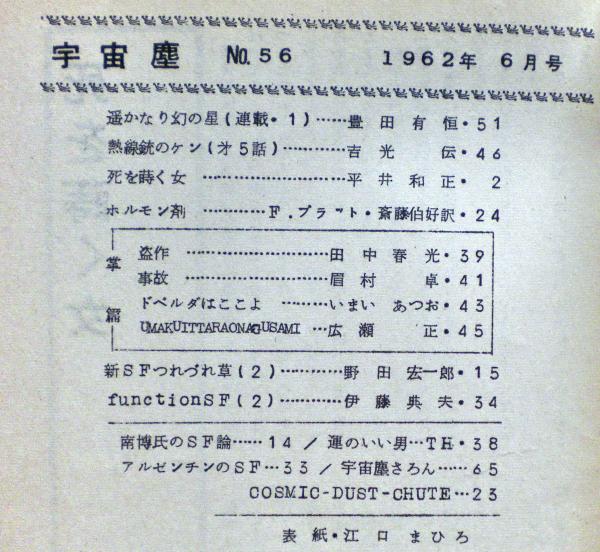 宇宙塵 No.56 1962年 6月号
遥かなり幻の星(連載・1)……豊田有恒・51
熱線銃のケン(才5話)…………吉光 伝・46
死を蒔く女 ……………………平井和正・ 2
ホルモン剤 …………F.プラット・斎藤伯好訳・24
掌篇
盗作 ……………………田中春光・39
事故 ……………………眉村 卓・41
ドベルダはここよ ………いまい あつお・43
UMAKUITTARAONAGUSAMI …広瀬 正・45
新SFつれづれ草(2)…………野田宏一郎・15
functionSF(2)…………伊藤典夫・34
南博氏のSF論……14 / 運のいい男…TH・38
アルゼンチンのSF…33 / 宇宙塵さろん……65
COSMIC-DUST-CHUTE…23
表紙・江口まひろ